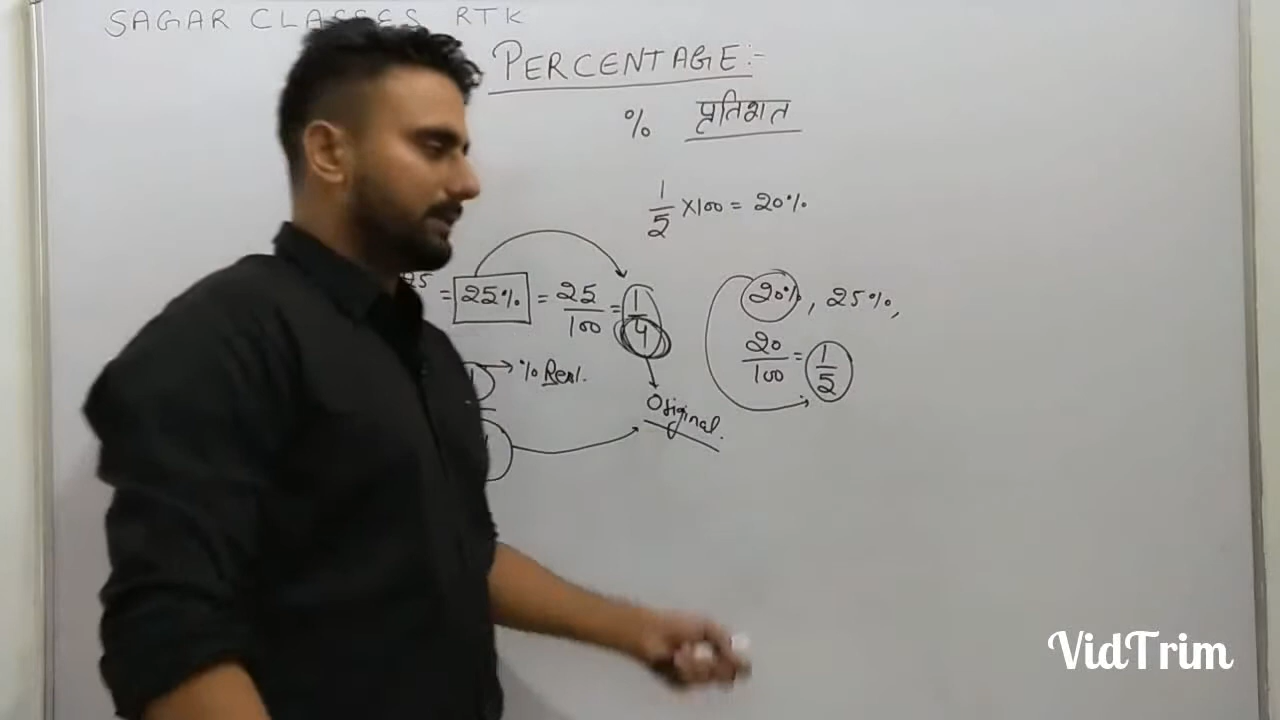 SAGAR CLASSES RTK
PERCENTAGE:-
% प्रतिशत
1/5 ×100 = 20%
= 25% = 25/100 = 1/4
% Real.
Original.
20%, 25%,
20/100 = 1/5
VidTrim